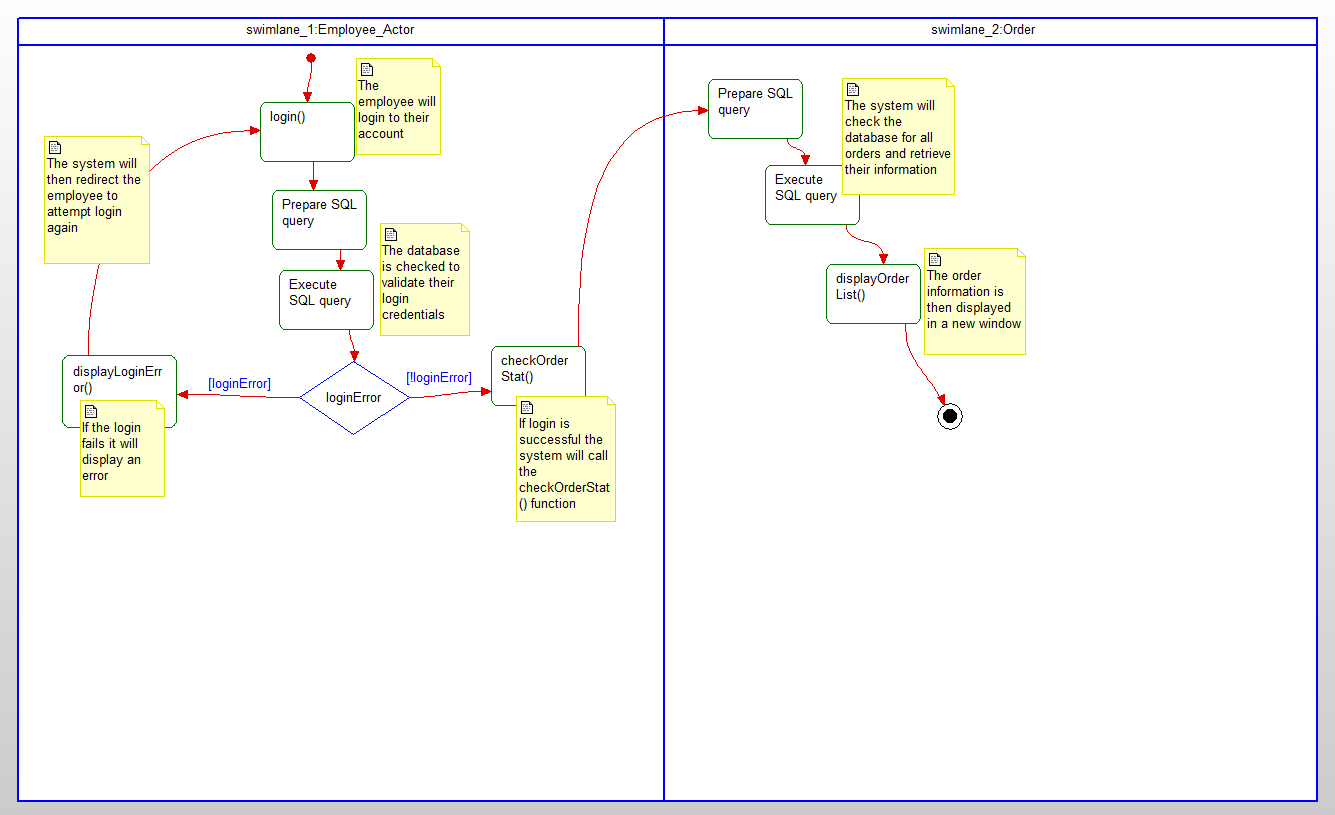 swimlane_1:Employee_Actor
swimlane_2:Order
The
employee will
login to their
account
login()
The system will
then redirect the
employee to
attempt login
again
Prepare SQL
query
The database
is checked to
validate their
login
credentials
Execute
SQL query
displayLoginErr
or()
If the login
fails it will
display an
error
[loginError]
loginError
[!loginError]
checkOrder
Stat()
If login is
successful the
system will call
the
checkOrderStat
() function
Prepare SQL
query
The system will
check the
database for all
orders and retrieve
their information
Execute
SQL query
displayOrder
List()
The order
information is
then displayed
in a new window